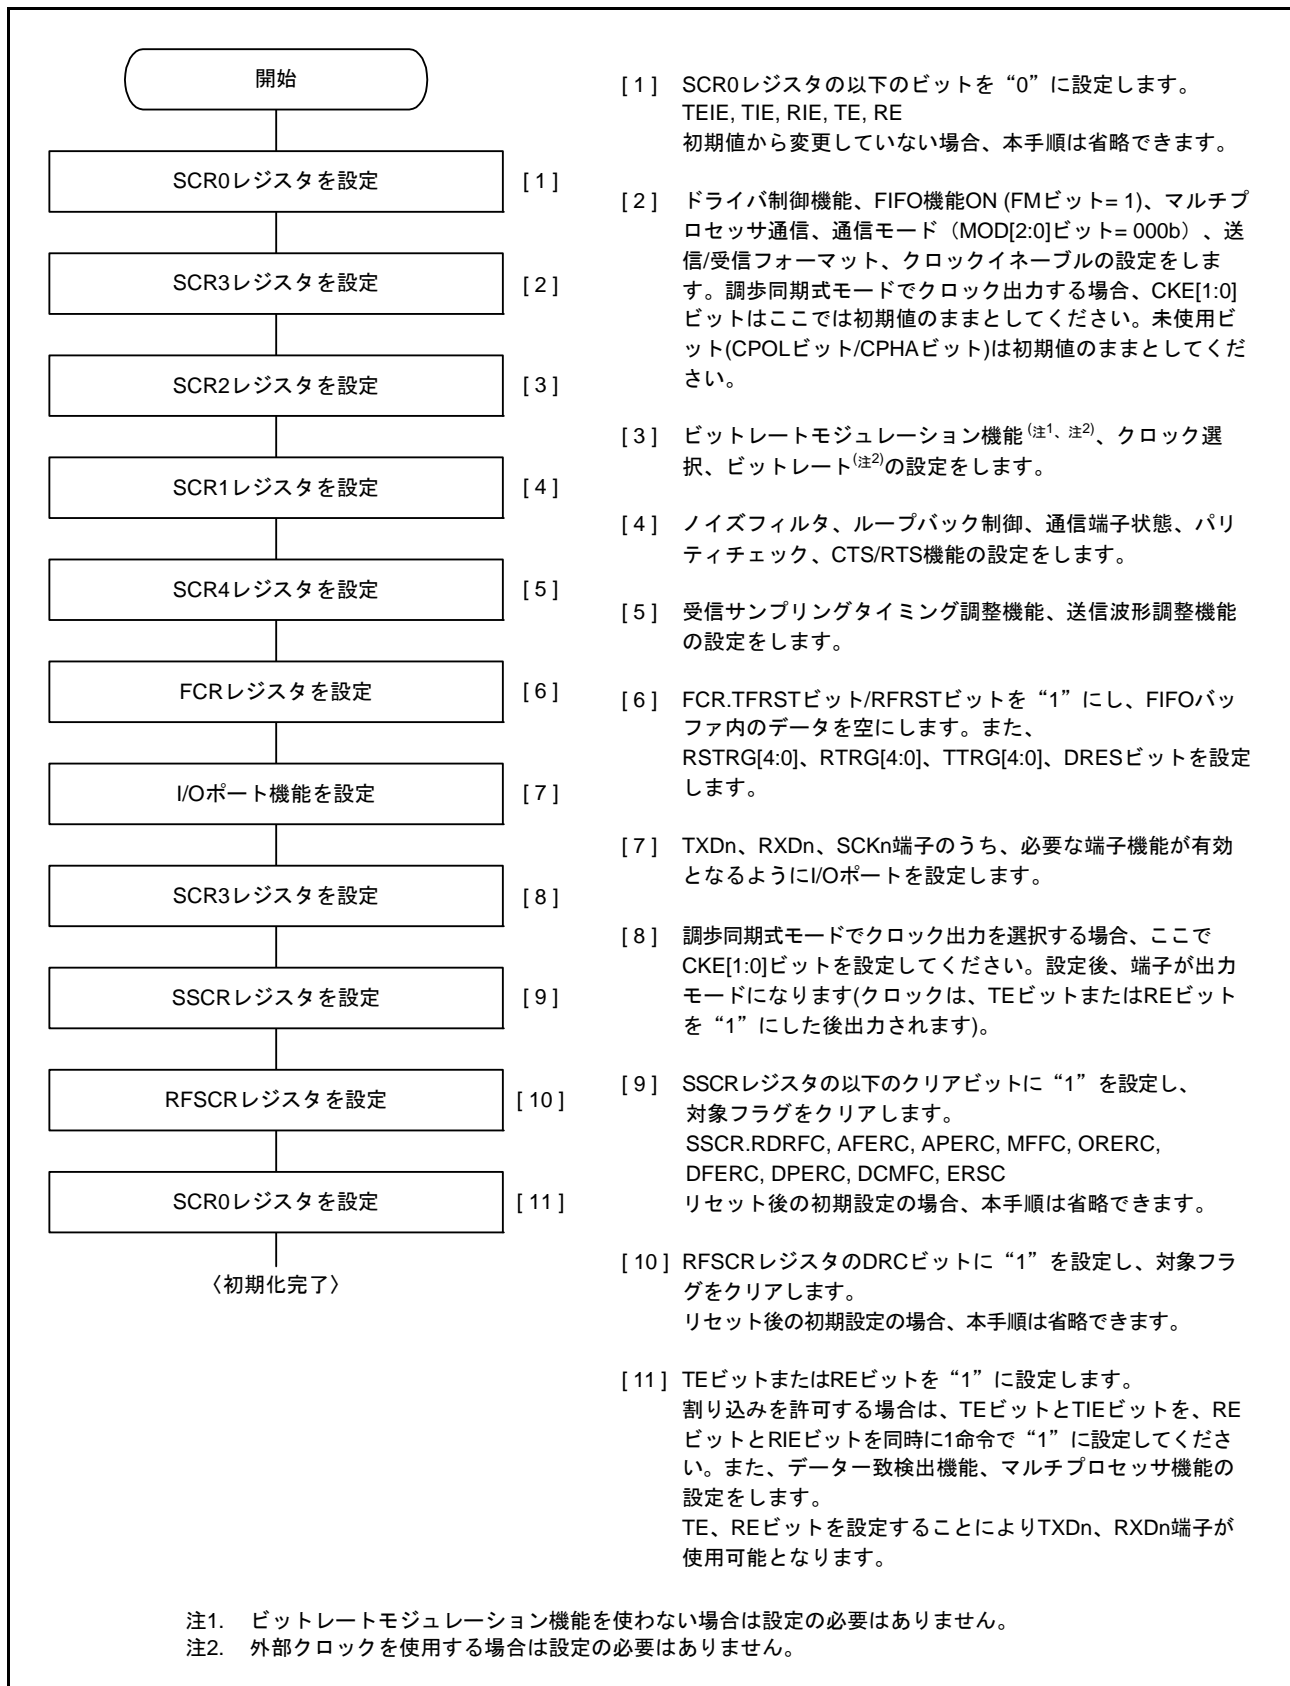 開始
SCR0レジスタを設定
[ 1 ]
SCR3レジスタを設定
[ 2 ]
SCR2レジスタを設定
[ 3 ]
SCR1レジスタを設定
[ 4 ]
SCR4レジスタを設定
[ 5 ]
FCRレジスタを設定
[ 6 ]
I/Oポート機能を設定
[ 7 ]
SCR3レジスタを設定
[ 8 ]
SSCRレジスタを設定
[ 9 ]
RFSCRレジスタを設定
[ 10 ]
SCR0レジスタを設定
[ 11 ]
〈初期化完了〉
[ 1 ] SCR0レジスタの以下のビットを“0”に設定します。
TEIE, TIE, RIE, TE, RE
初期値から変更していない場合、本手順は省略できます。
[ 2 ] ドライバ制御機能、FIFO機能ON (FMビット= 1)、マルチプ
ロセッサ通信、通信モード（MOD[2:0]ビット= 000b）、送
信/受信フォーマット、クロックイネーブルの設定をしま
す。調歩同期式モードでクロック出力する場合、CKE[1:0]
ビットはここでは初期値のままとしてください。未使用ビ
ット(CPOLビット/CPHAビット)は初期値のままとしてくだ
さい。
[ 3 ] ビットレートモジュレーション機能(注1、注2)、クロック選
択、ビットレート(注2)の設定をします。
[ 4 ] ノイズフィルタ、ループバック制御、通信端子状態、パリ
ティチェック、CTS/RTS機能の設定をします。
[ 5 ] 受信サンプリングタイミング調整機能、送信波形調整機能
の設定をします。
[ 6 ] FCR.TFRSTビット/RFRSTビットを“1”にし、FIFOバッ
ファ内のデータを空にします。また、
RSTRG[4:0]、RTRG[4:0]、TTRG[4:0]、DRESビットを設定
します。
[ 7 ] TXDn、RXDn、SCKn端子のうち、必要な端子機能が有効
となるようにI/Oポートを設定します。
[ 8 ] 調歩同期式モードでクロック出力を選択する場合、ここで
CKE[1:0]ビットを設定してください。設定後、端子が出力
モードになります(クロックは、TEビットまたはREビット
を“1”にした後出力されます)。
[ 9 ] SSCRレジスタの以下のクリアビットに“1”を設定し、
対象フラグをクリアします。
SSCR.RDRFC, AFERC, APERC, MFFC, ORERC,
DFERC, DPERC, DCMFC, ERSC
リセット後の初期設定の場合、本手順は省略できます。
[ 10 ] RFSCRレジスタのDRCビットに“1”を設定し、対象フラ
グをクリアします。
リセット後の初期設定の場合、本手順は省略できます。
[ 11 ] TEビットまたはREビットを“1”に設定します。
割り込みを許可する場合は、TEビットとTIEビットを、RE
ビットとRIEビットを同時に1命令で“1”に設定してくださ
い。また、データ一致検出機能、マルチプロセッサ機能の
設定をします。
TE、REビットを設定することによりTXDn、RXDn端子が
使用可能となります。
注1. ビットレートモジュレーション機能を使わない場合は設定の必要はありません。
注2. 外部クロックを使用する場合は設定の必要はありません。